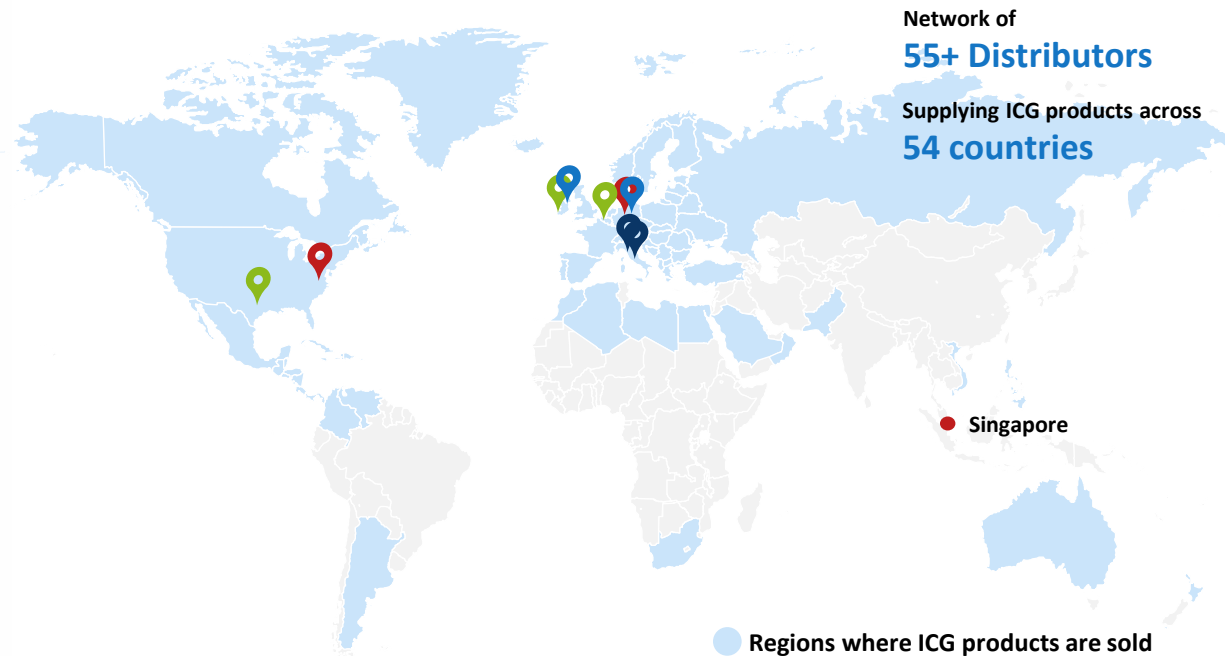 Network of
55+ Distributors
Supplying ICG products across
54 countries
Singapore
Regions where ICG products are sold